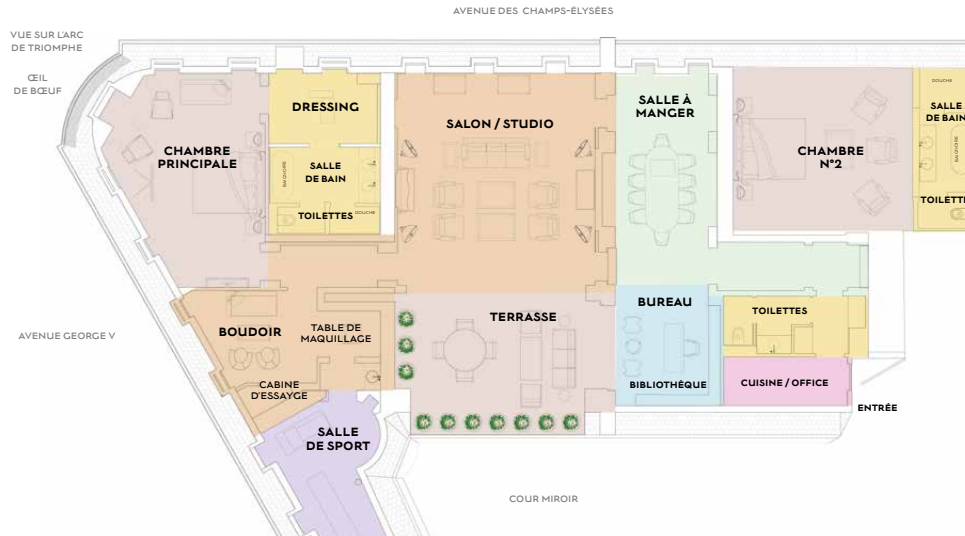 AVENUE DES CHAMPS-ÉLYSÉES
VUE SUR L'ARC
DE TRIOMPHE
ŒIL
DE BŒUF
DRESSING
SALON / STUDIO
SALLE À
MANGER
DOUCHE
SALLE
DE BAIN
CHAMBRE
PRINCIPALE
CHAMBRE
N°2
BAIGNOIRE
SALLE
DE BAIN
BAIGNOIRE
TOILETTES
DOUCHE
TOILETTE
AVENUE GEORGE V
BOUDOIR
TABLE DE
MAQUILLAGE
TERRASSE
BUREAU
TOILETTES
CABINE
D'ESSAYGE
BIBLIOTHÈQUE
CUISINE / OFFICE
ENTRÉE
SALLE
DE SPORT
COUR MIROIR